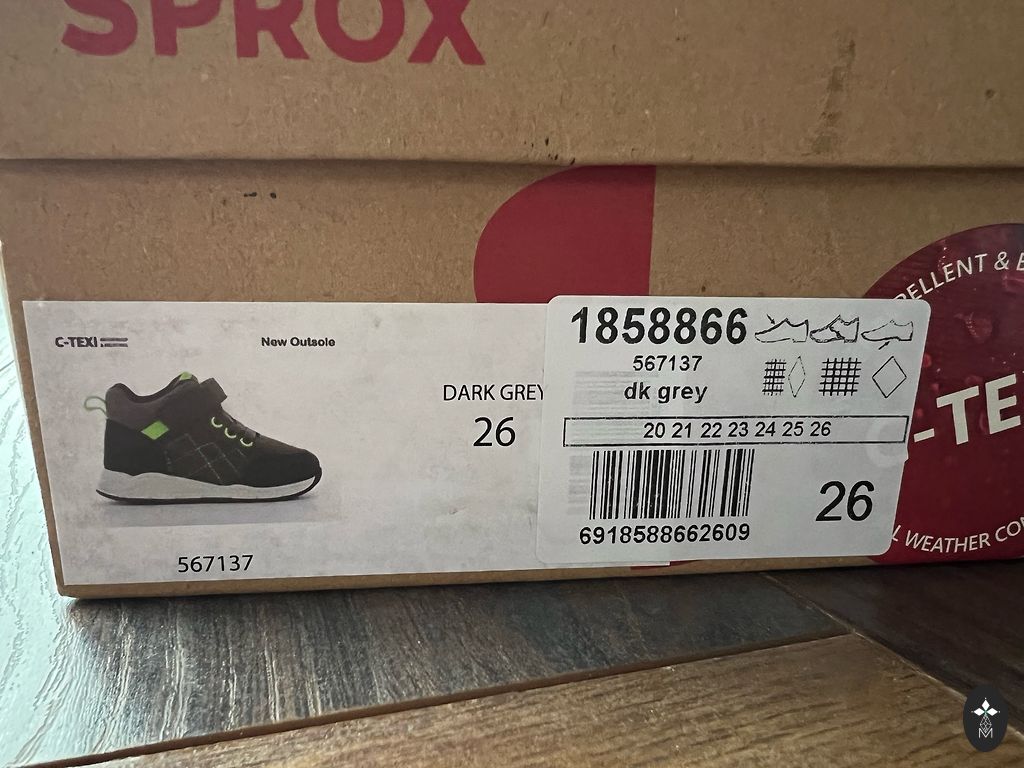 SPROX
C-TEXI
New Outsole
DARK GREY
26
567137
1858866
567137
dk grey
20 21 22 23 24 25 26
6918588662609
26
ELLENT &
-TE
WEATHER
M